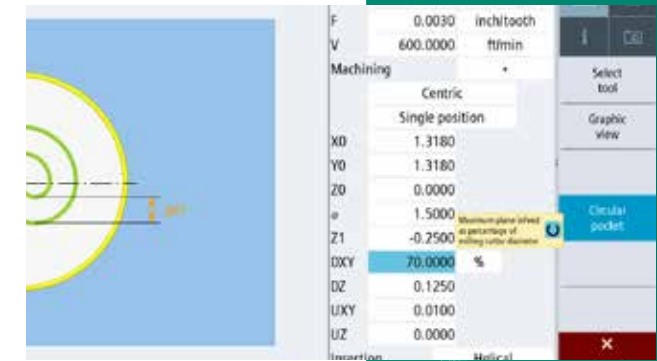 F 0.0030 inch/tooth
V 600.0000 ft/min
Machining ▽
Centric
Single position
X0 1.3180
Y0 1.3180
Z0 0.0000
⌀ 1.5000
Z1 -0.2500
DXY 70.0000 %
DZ 0.1250
UXY 0.0100
UZ 0.0000
Insertion Helical
Maximum plane infeed
as percentage of
milling cutter diameter
Select
tool
Graphic
view
Circular
pocket